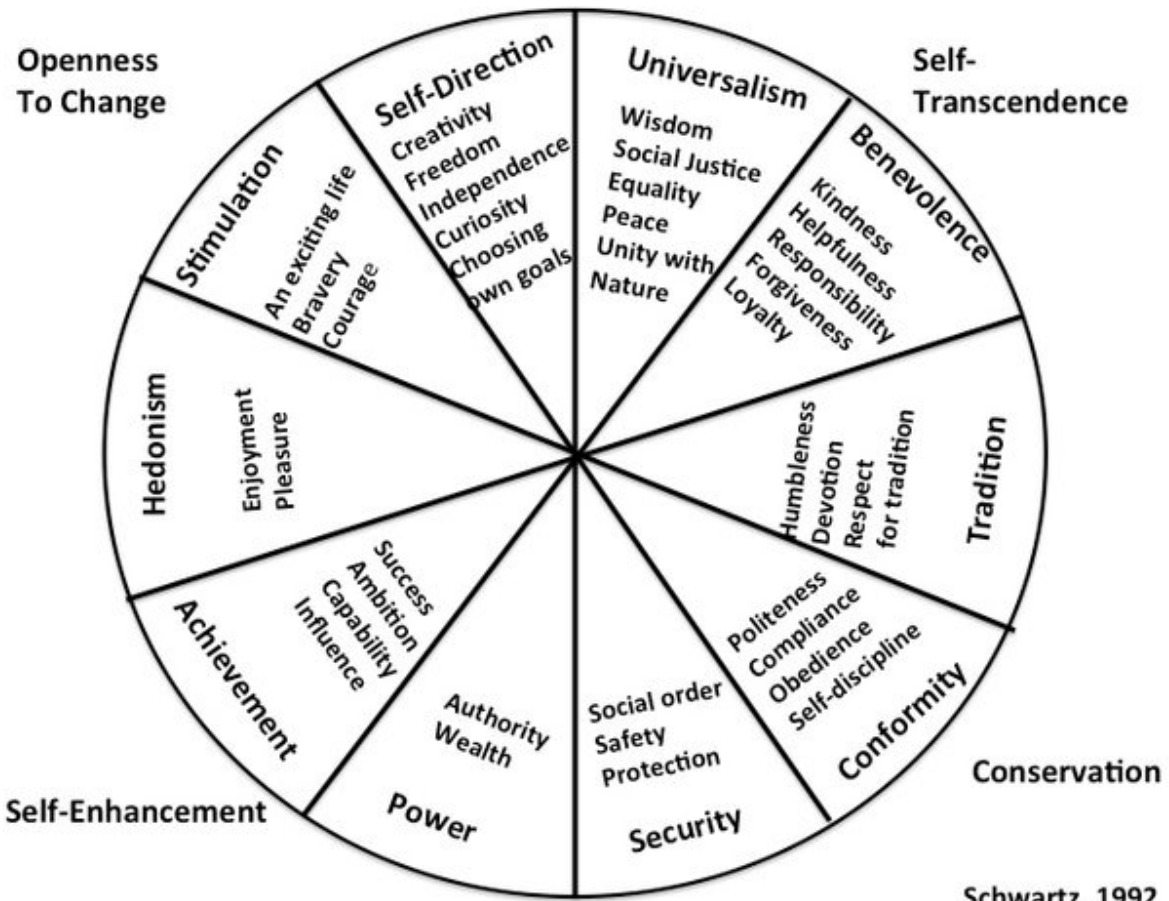 Openness
To Change
Self-
Transcendence
Self-Direction
Creativity
Freedom
Independence
Curiosity
Choosing
own goals
Universalism
Wisdom
Social Justice
Equality
Peace
Unity with
Nature
Benevolence
Kindness
Helpfulness
Responsibility
Forgiveness
Loyalty
Stimulation
An exciting life
Bravery
Courage
Hedonism
Enjoyment
Pleasure
Humbleness
Devotion
Respect
for tradition
Tradition
Achievement
Success
Ambition
Capability
Influence
Authority
Wealth
Power
Social order
Safety
Protection
Security
Politeness
Compliance
Obedience
Self-discipline
Conformity
Self-Enhancement
Conservation
Schwartz, 1992